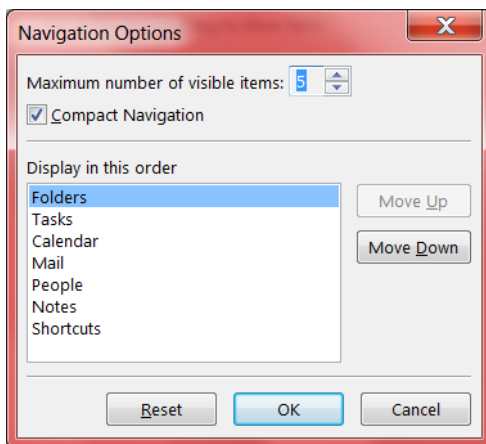 Navigation Options
X
Maximum number of visible items: 5
Compact Navigation
Display in this order
Folders
Move Up
Tasks
Calendar
Move Down
Mail
People
Notes
Shortcuts
Reset OK Cancel